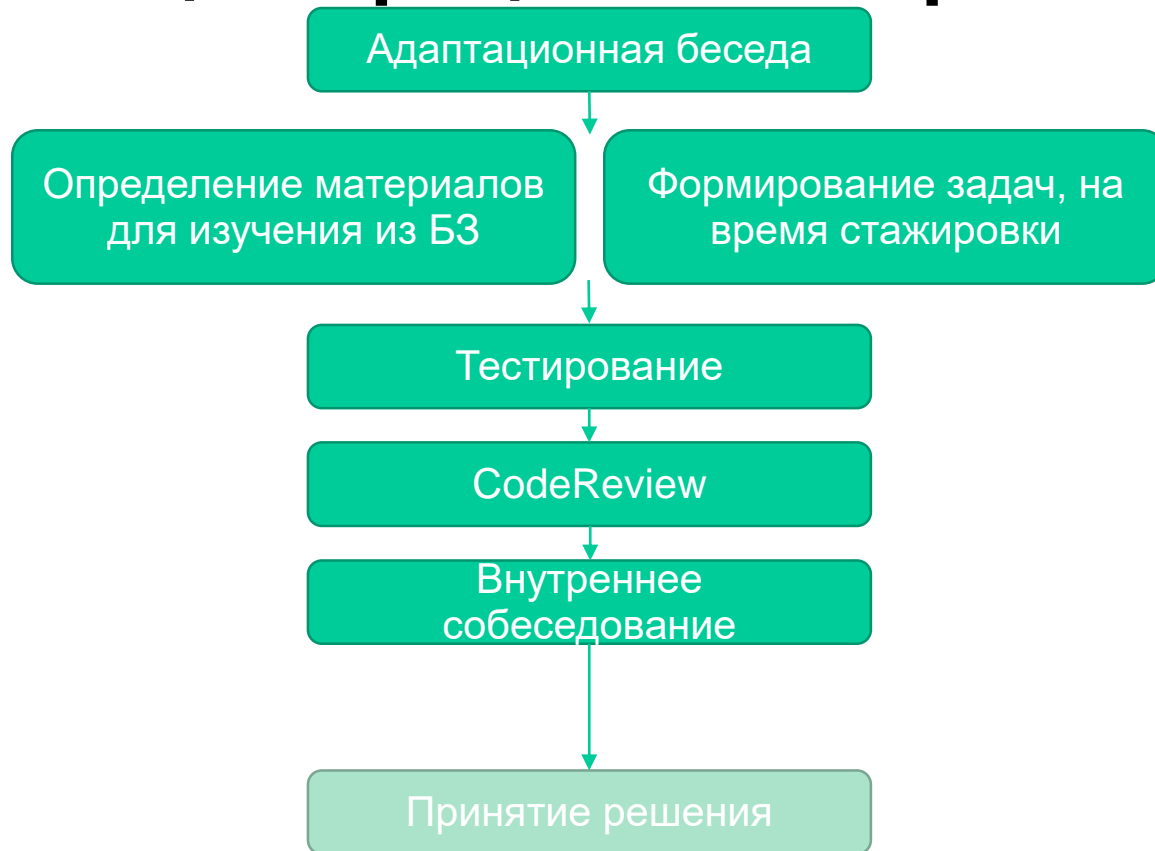 Адаптационная беседа
Определение материалов
для изучения из БЗ
Формирование задач, на
время стажировки
Тестирование
CodeReview
Внутреннее
собеседование
Принятие решения